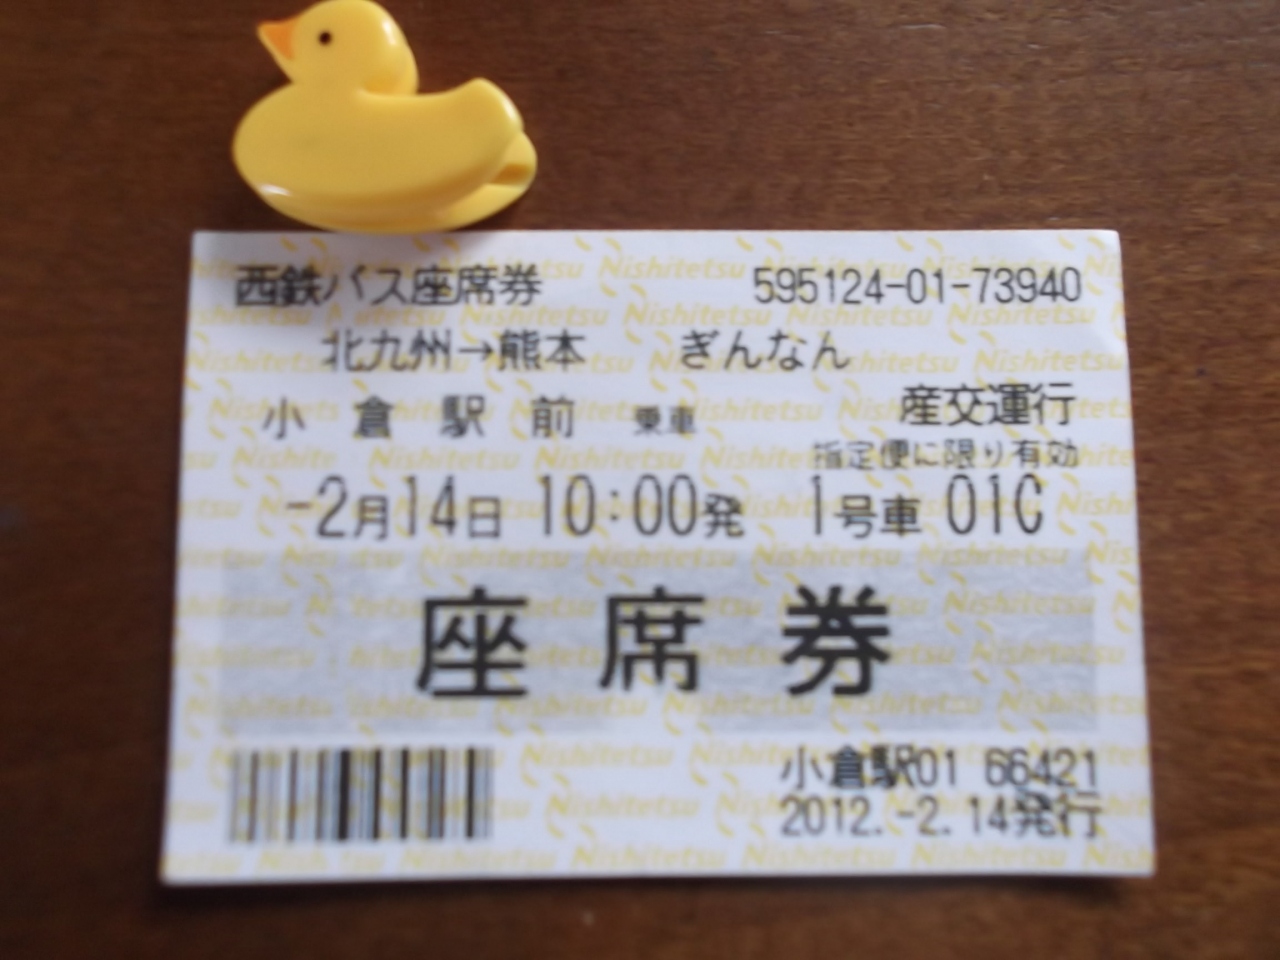 西鉄バス座席券 595124-01-73940
北九州→熊本 ぎんなん
小倉駅前 乗車 産交運行
指定便に限り有効
-2月14日 10:00発 1号車 01C
座席券
小倉駅01 66421
2012.-2.14発行
Nishitetsu